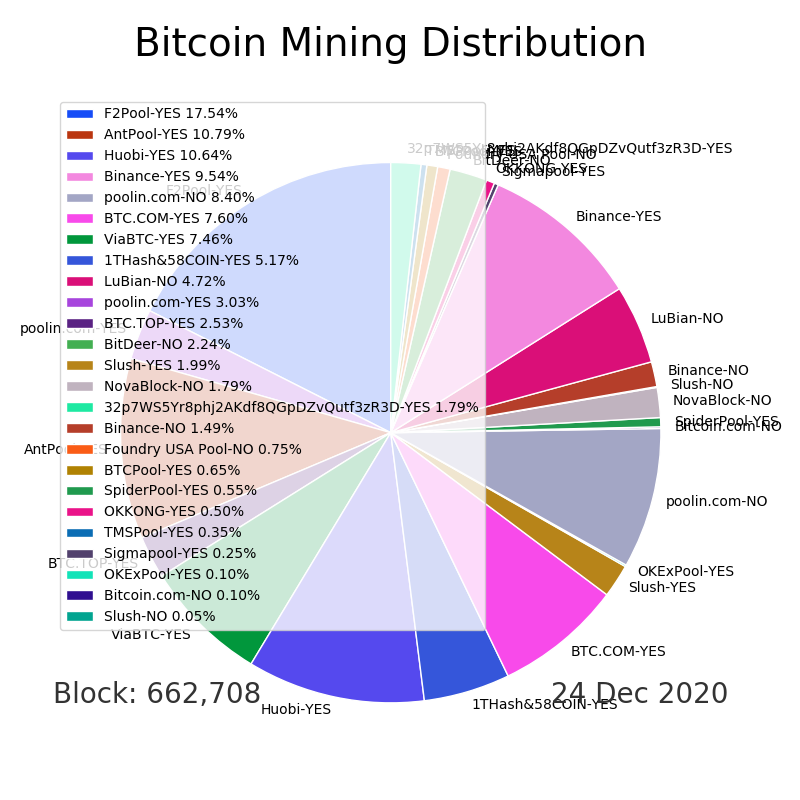 Bitcoin Mining Distribution
F2Pool-YES 17.54%
AntPool-YES 10.79%
Huobi-YES 10.64%
Binance-YES 9.54%
poolin.com-NO 8.40%
BTC.COM-YES 7.60%
ViaBTC-YES 7.46%
1THash&58COIN-YES 5.17%
LuBian-NO 4.72%
poolin.com-YES 3.03%
BTC.TOP-YES 2.53%
BitDeer-NO 2.24%
Slush-YES 1.99%
NovaBlock-NO 1.79%
32p7WS5Yr8phj2AKdf8QGpDZvQutf3zR3D-YES 1.79%
Binance-NO 1.49%
Foundry USA Pool-NO 0.75%
BTCPool-YES 0.65%
SpiderPool-YES 0.55%
OKKONG-YES 0.50%
TMSPool-YES 0.35%
Sigmapool-YES 0.25%
OKExPool-YES 0.10%
Bitcoin.com-NO 0.10%
Slush-NO 0.05%
BitDeer-NO
OKKONG-YES
Sigmapool-YES
Binance-YES
LuBian-NO
Binance-NO
Slush-NO
NovaBlock-NO
SpiderPool-YES
Bitcoin.com-NO
poolin.com-NO
OKExPool-YES
Slush-YES
BTC.COM-YES
1THash&58COIN-YES
Huobi-YES
ViaBTC-YES
BTC.TOP-YES
AntPool-YES
poolin.com-YES
F2Pool-YES
Block: 662,708
24 Dec 2020